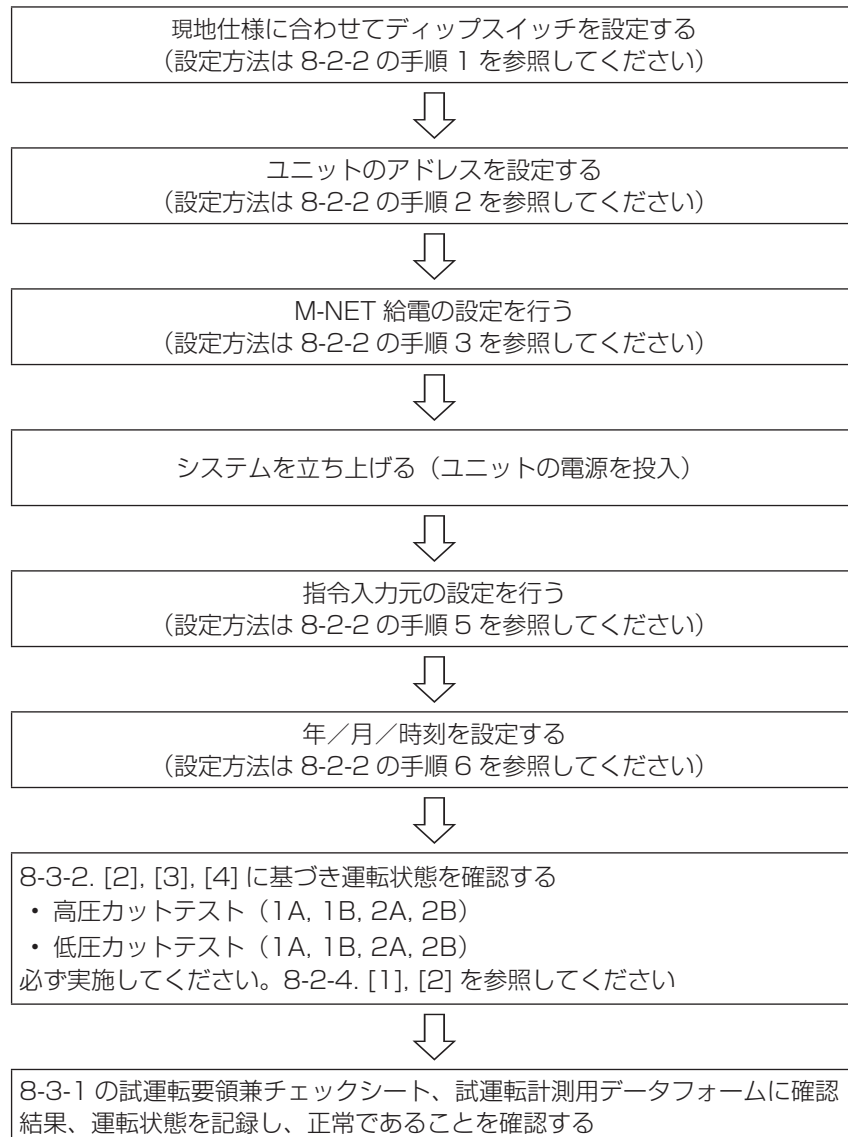 現地仕様に合わせてディップスイッチを設定する
（設定方法は 8-2-2 の手順 1 を参照してください）
ユニットのアドレスを設定する
（設定方法は 8-2-2 の手順 2 を参照してください）
M-NET 給電の設定を行う
（設定方法は 8-2-2 の手順 3 を参照してください）
システムを立ち上げる（ユニットの電源を投入）
指令入力元の設定を行う
（設定方法は 8-2-2 の手順 5 を参照してください）
年／月／時刻を設定する
（設定方法は 8-2-2 の手順 6 を参照してください）
8-3-2. [2], [3], [4] に基づき運転状態を確認する
・ 高圧カットテスト（1A, 1B, 2A, 2B）
・ 低圧カットテスト（1A, 1B, 2A, 2B）
必ず実施してください。8-2-4. [1], [2] を参照してください
8-3-1 の試運転要領兼チェックシート、試運転計測用データフォームに確認
結果、運転状態を記録し、正常であることを確認する